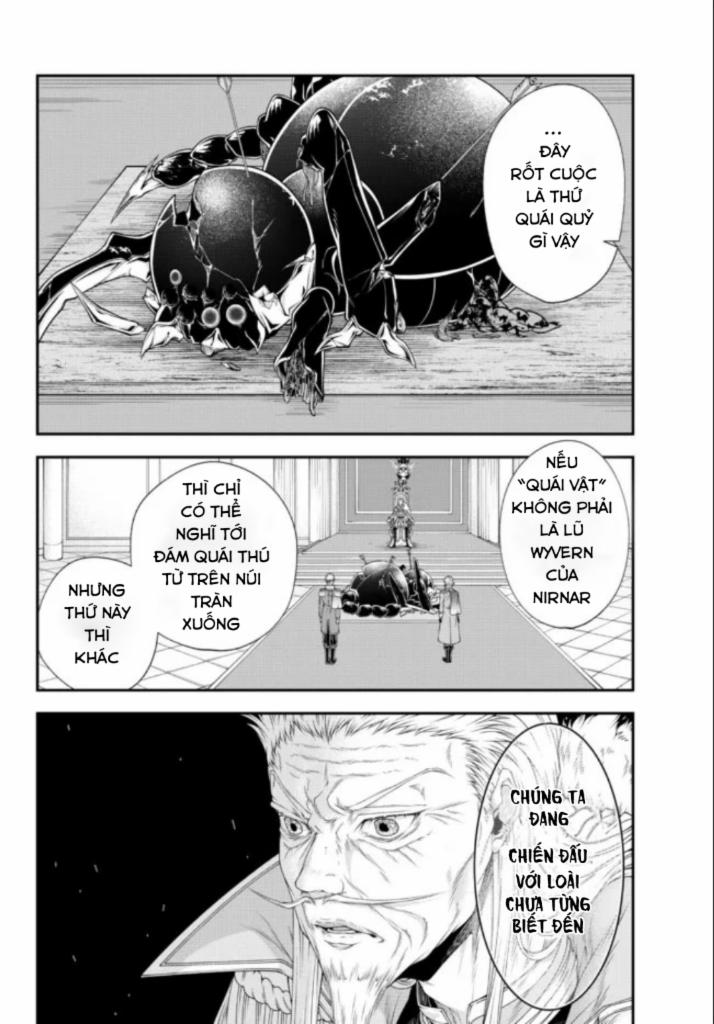 ...
ĐÂY
RỐT CUỘC
LÀ THỨ
QUÁI QUỶ
GÌ VẬY
NẾU
"QUÁI VẬT"
KHÔNG PHẢI
LÀ LŨ
WYVERN
CỦA
NIRNAR
THÌ CHỈ
CÓ THỂ
NGHĨ TỚI
ĐÁM QUÁI THÚ
TỪ TRÊN NÚI
TRÀN
XUỐNG
NHƯNG
THỨ NÀY
THÌ
KHÁC
CHÚNG TA
ĐANG
CHIẾN ĐẤU
VỚI LOÀI
CHƯA TỪNG
BIẾT ĐẾN